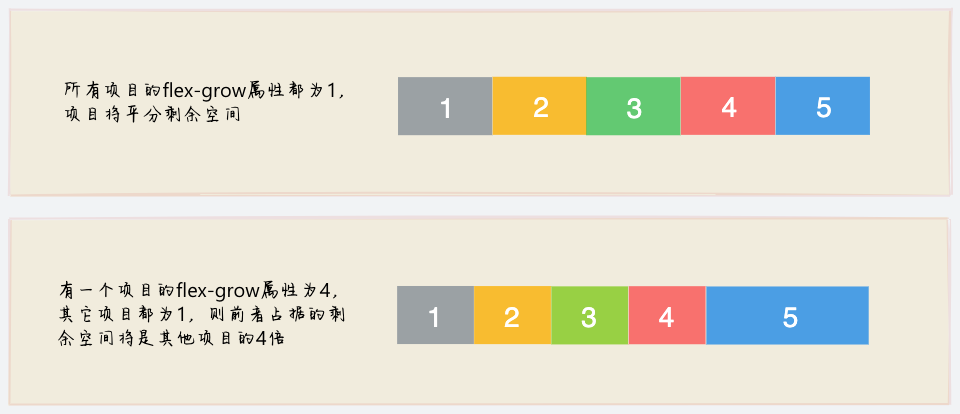 所有项目的flex-grow属性都为1,
项目将平分剩余空间
1 2 3 4 5
有一个项目的flex-grow属性为4,
其它项目都为1, 则前者占据的剩
余空间将是其他项目的4倍
1 2 3 4 5